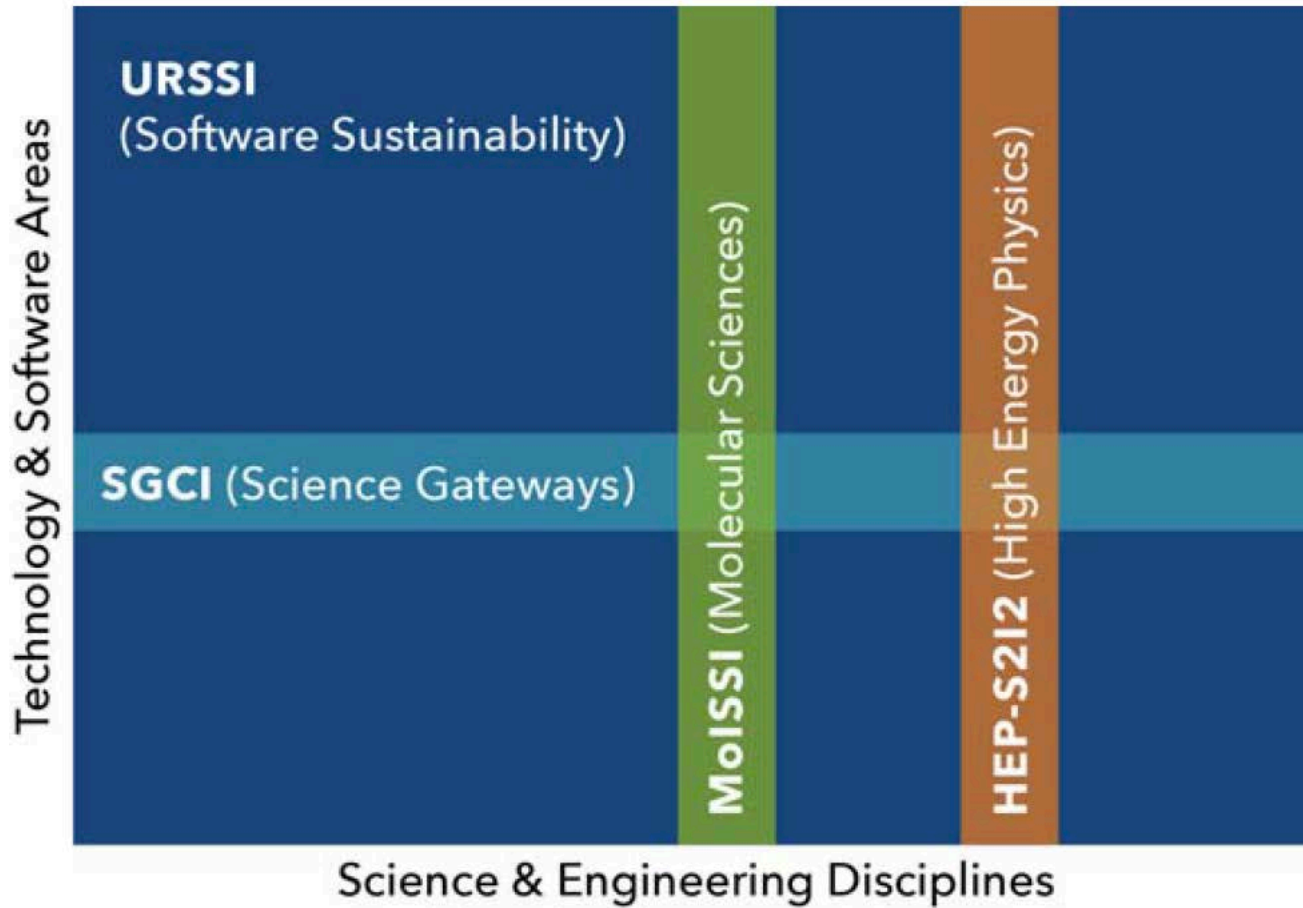 Technology & Software Areas
URSSI
(Software Sustainability)
SGCI (Science Gateways)
MolSSI (Molecular Sciences)
HEP-S2I2 (High Energy Physics)
Science & Engineering Disciplines